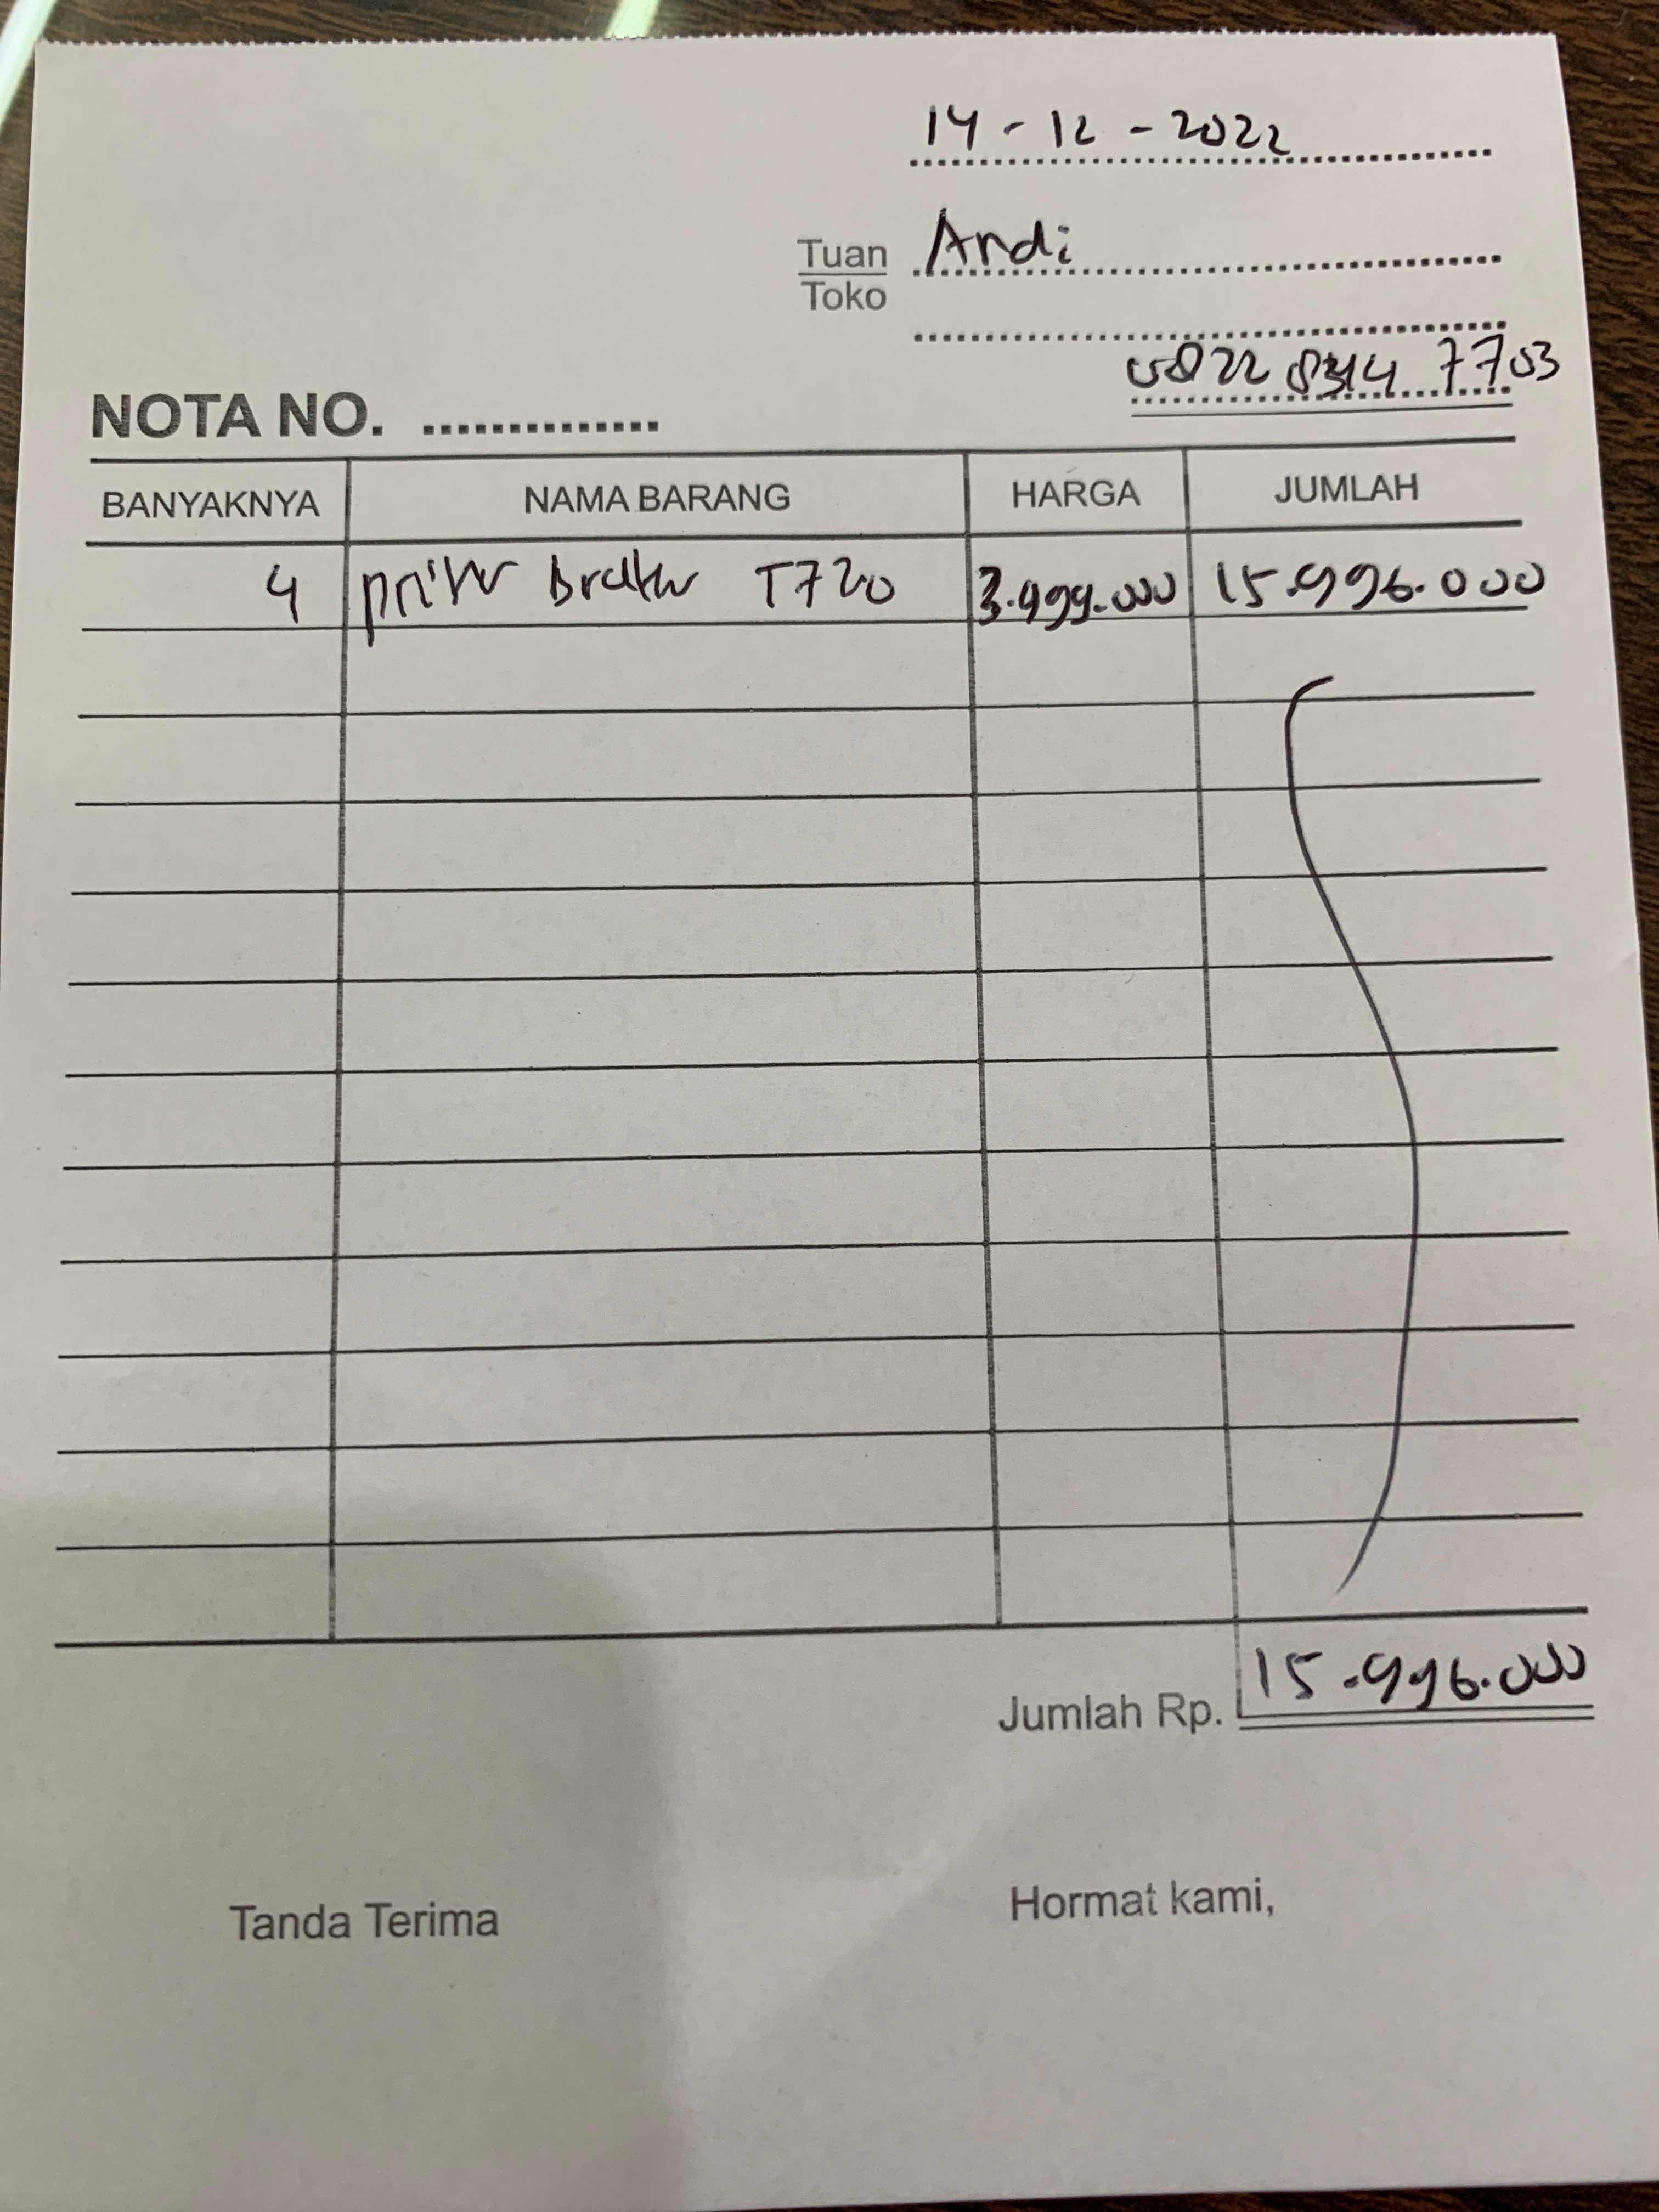 14 - 12 - 2022
Tuan Andi
Toko
0822 8344 7703
NOTA NO. ..............
BANYAKNYA NAMA BARANG HARGA JUMLAH
4 printer Brother T720 3.999.000 15.996.000
Jumlah Rp. 15.996.000
Tanda Terima Hormat kami,